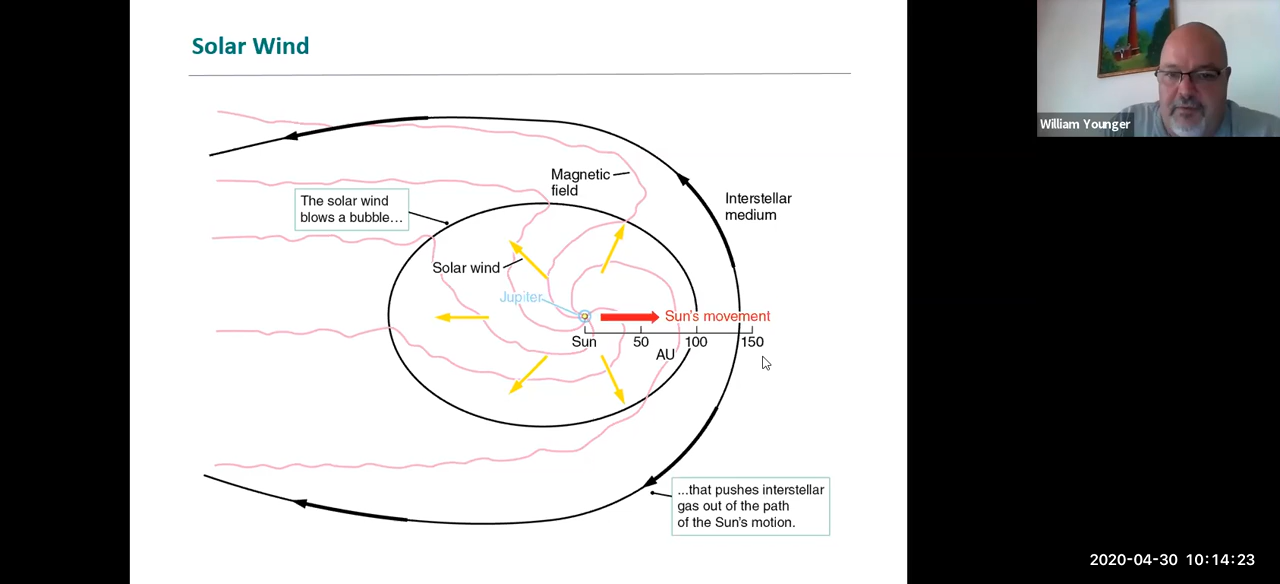 Solar Wind
William Younger
Magnetic
field
Interstellar
medium
The solar wind
blows a bubble…
Solar wind
Jupiter
Sun's movement
Sun
50
100
150
AU
...that pushes interstellar
gas out of the path
of the Sun's motion.
2020-04-30 10:14:23